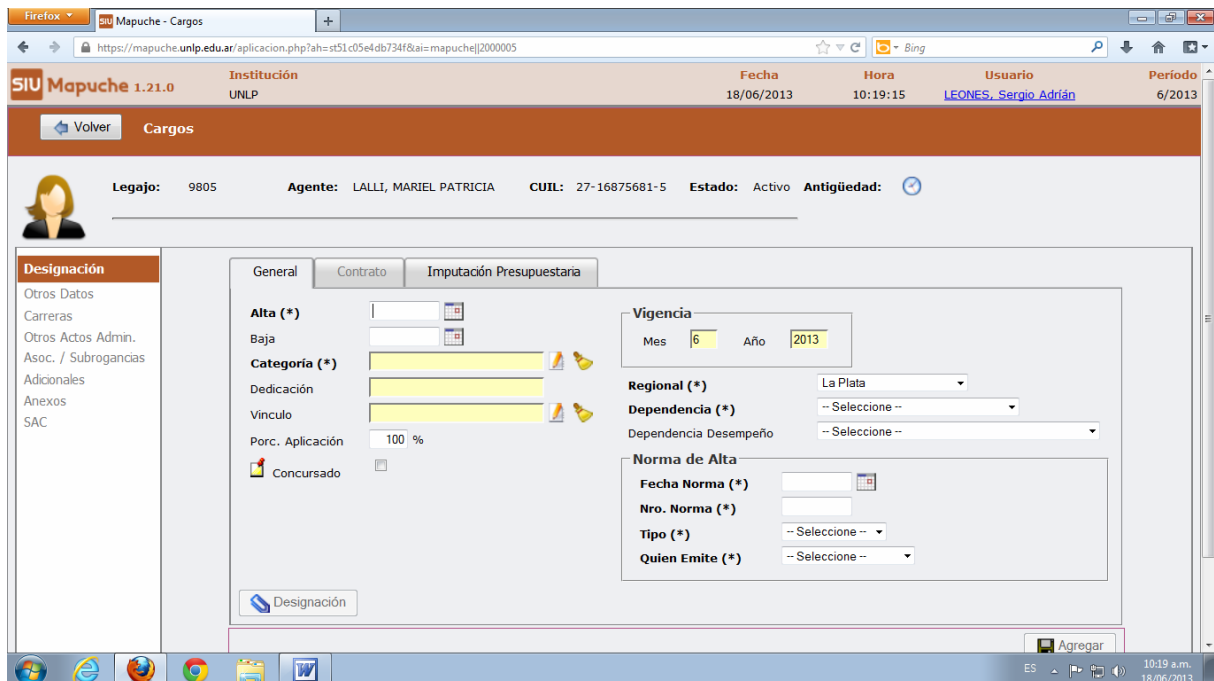 Firefox
SIU Mapuche - Cargos
+
https://mapuche.unlp.edu.ar/aplicacion.php?ah=st51c05e4db734f&ai=mapuche||2000005
Bing
SIU Mapuche 1.21.0
Institución Fecha Hora Usuario Período
UNLP 18/06/2013 10:19:15 LEONES, Sergio Adrián 6/2013
Volver Cargos
Legajo: 9805 Agente: LALLI, MARIEL PATRICIA CUIL: 27-16875681-5 Estado: Activo Antigüedad:
Designación
Otros Datos
Carreras
Otros Actos Admin.
Asoc. / Subrogancias
Adicionales
Anexos
SAC
General Contrato Imputación Presupuestaria
Alta (*)
Baja
Categoría (*)
Dedicación
Vinculo
Porc. Aplicación 100 %
Concursado
Vigencia
Mes 6 Año 2013
Regional (*) La Plata
Dependencia (*) -- Seleccione --
Dependencia Desempeño -- Seleccione --
Norma de Alta
Fecha Norma (*)
Nro. Norma (*)
Tipo (*) -- Seleccione --
Quien Emite (*) -- Seleccione --
Designación
Agregar
ES 10:19 a.m.
18/06/2013